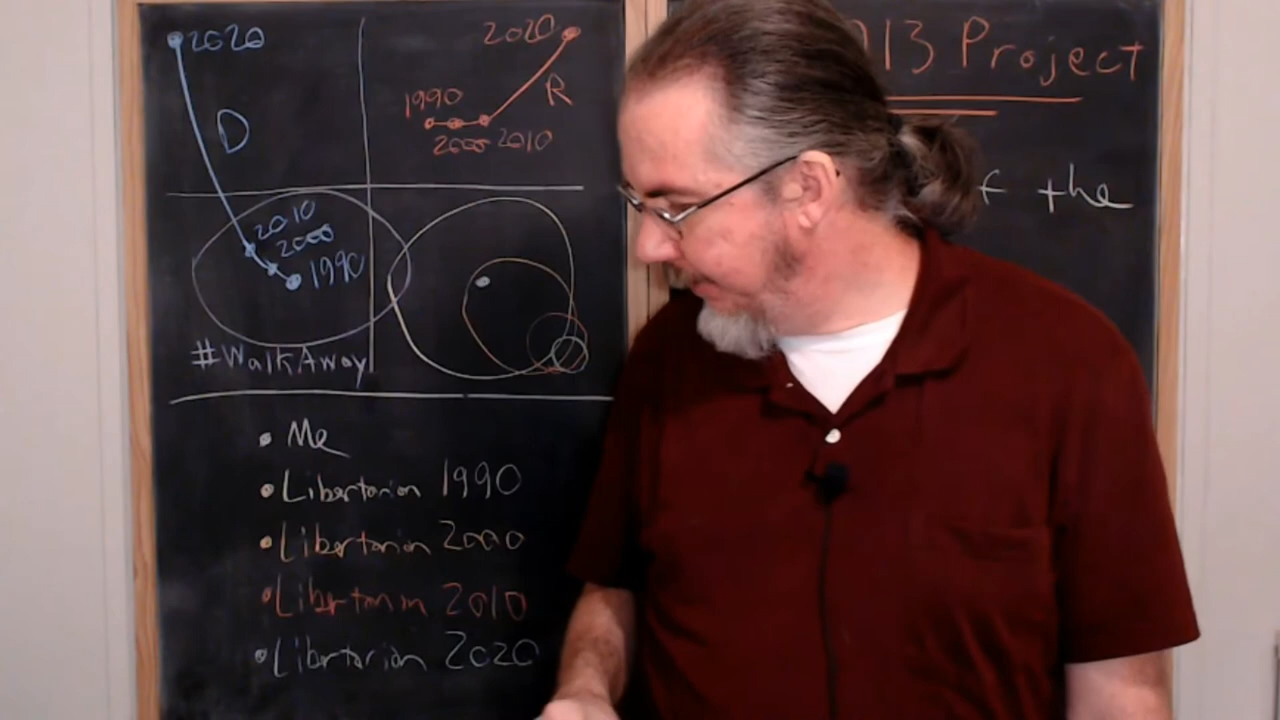 2020
D
2010
2000
1990
#WalkAway
2020
R
1990
2000 2010
• Me
• Libertarian 1990
• Libertarian 2000
• Libertarian 2010
• Libertarian 2020
13 Project
f the